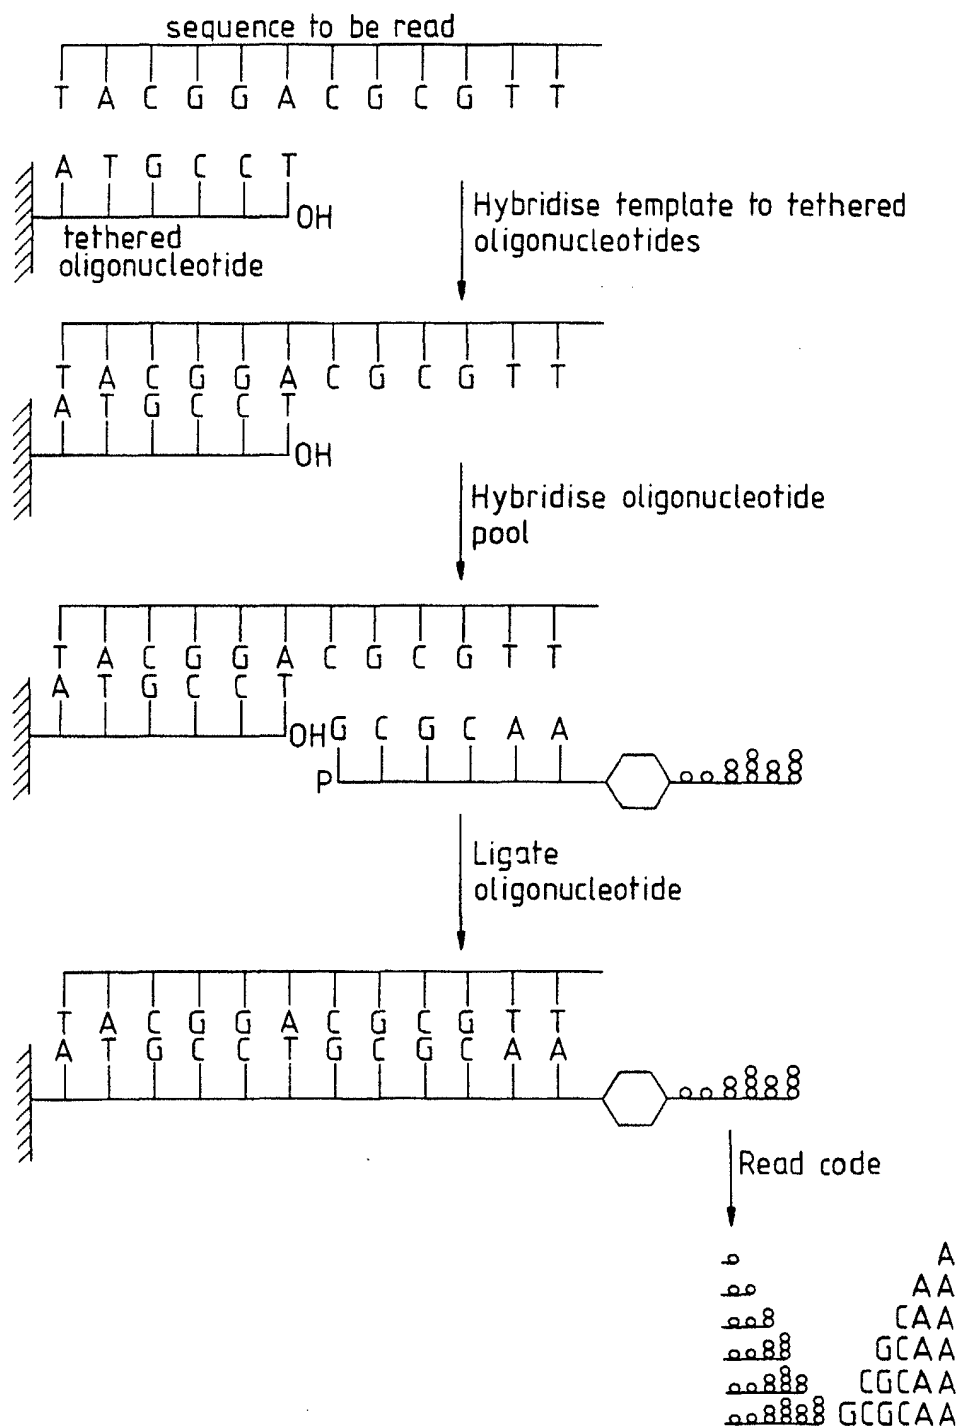 sequence to be read
T A C G G A C G C G T T
A T G C C T
OH
tethered
oligonucleotide
Hybridise template to tethered
oligonucleotides
T A C G G A C G C G T T
A T G C C T
OH
Hybridise oligonucleotide
pool
T A C G G A C G C G T T
A T G C C T
OH G C G C A A
P
Ligate
oligonucleotide
T A C G G A C G C G T T
A T G C C T G C G C A A
Read code
A
A A
CAA
GCAA
CGCAA
GCGCAA